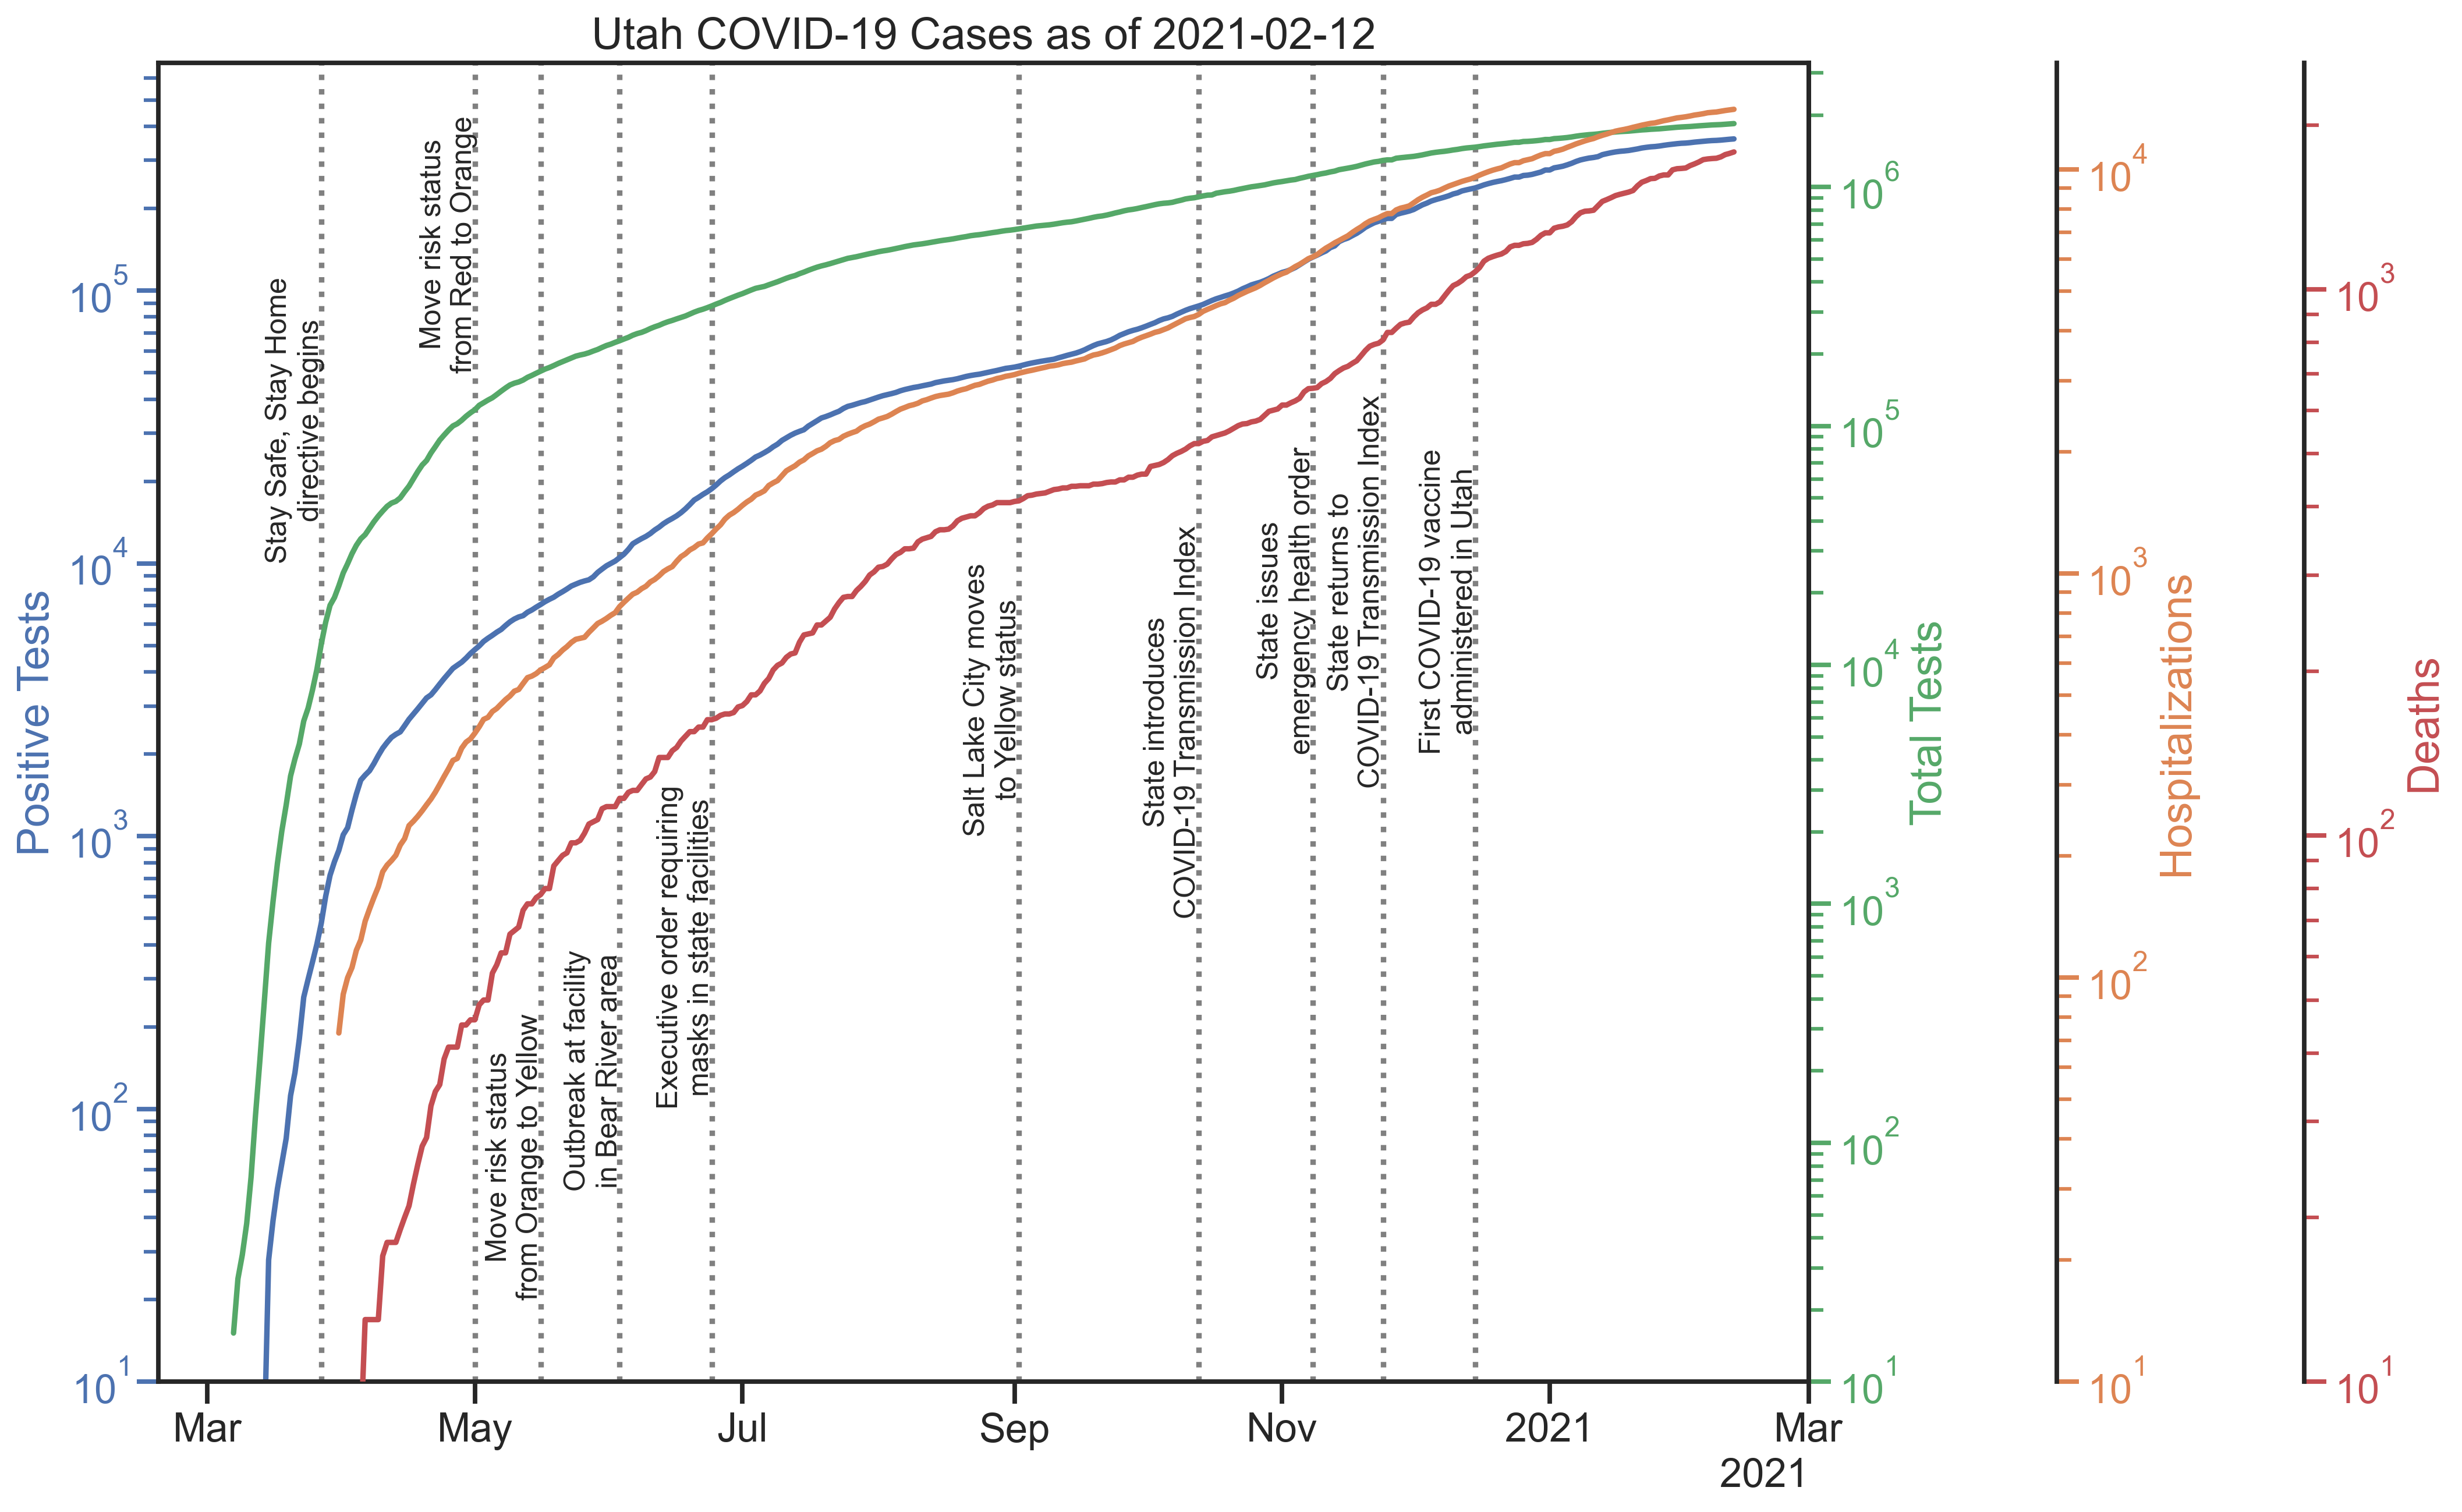 Utah COVID-19 Cases as of 2021-02-12
Positive Tests
10^5
10^4
10^3
10^2
10^1
Stay Safe, Stay Home
directive begins
Move risk status
from Red to Orange
Move risk status
from Orange to Yellow
Outbreak at facility
in Bear River area
Executive order requiring
masks in state facilities
Salt Lake City moves
to Yellow status
State introduces
COVID-19 Transmission Index
State issues
emergency health order
State returns to
COVID-19 Transmission Index
First COVID-19 vaccine
administered in Utah
Mar
May
Jul
Sep
Nov
2021
Mar
2021
10^6
10^5
10^4
10^3
10^2
10^1
Total Tests
10^4
10^3
10^2
10^1
Hospitalizations
10^3
10^2
10^1
Deaths